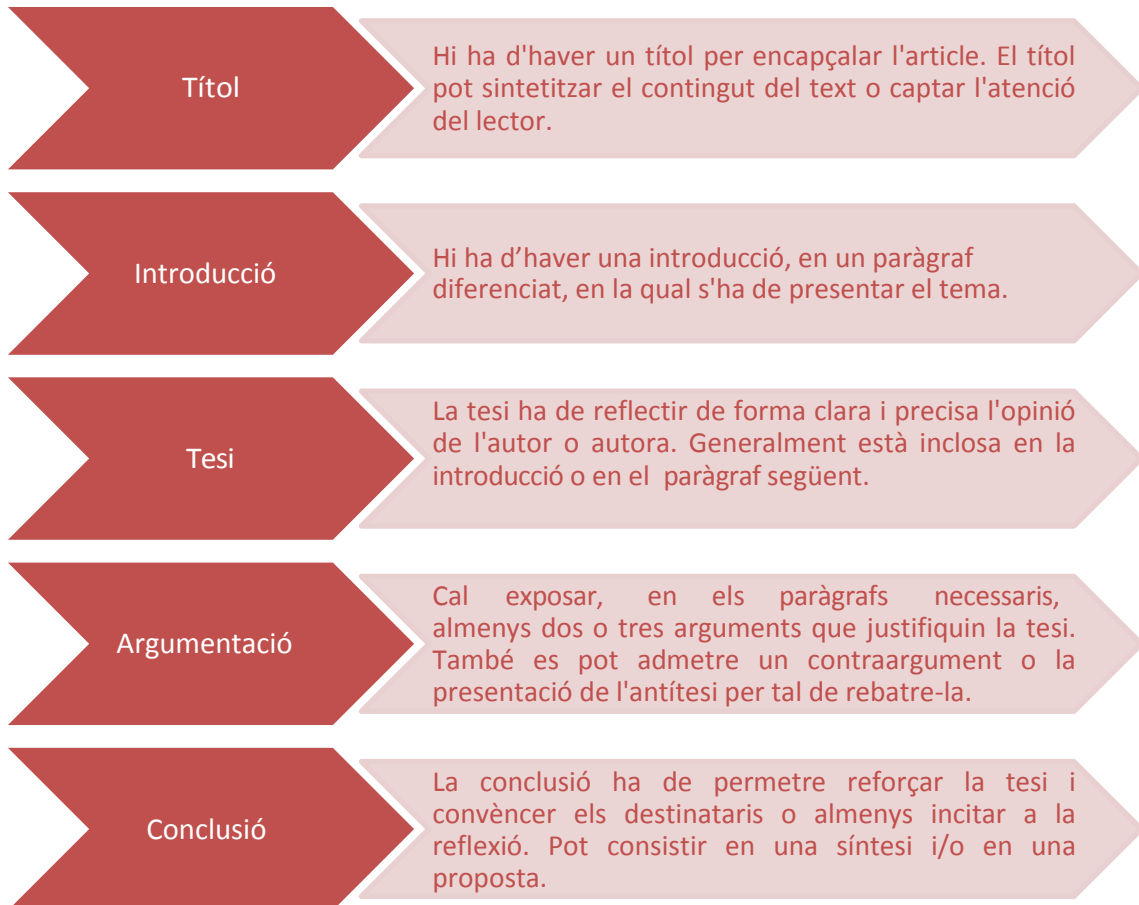 Títol
Hi ha d'haver un títol per encapçalar l'article. El títol
pot sintetitzar el contingut del text o captar l'atenció
del lector.
Introducció
Hi ha d’haver una introducció, en un paràgraf
diferenciat, en la qual s'ha de presentar el tema.
Tesi
La tesi ha de reflectir de forma clara i precisa l'opinió
de l'autor o autora. Generalment està inclosa en la
introducció o en el paràgraf següent.
Argumentació
Cal exposar, en els paràgrafs necessaris,
almenys dos o tres arguments que justifiquin la tesi.
També es pot admetre un contraargument o la
presentació de l'antítesi per tal de rebatre-la.
Conclusió
La conclusió ha de permetre reforçar la tesi i
convèncer els destinataris o almenys incitar a la
reflexió. Pot consistir en una síntesi i/o en una
proposta.